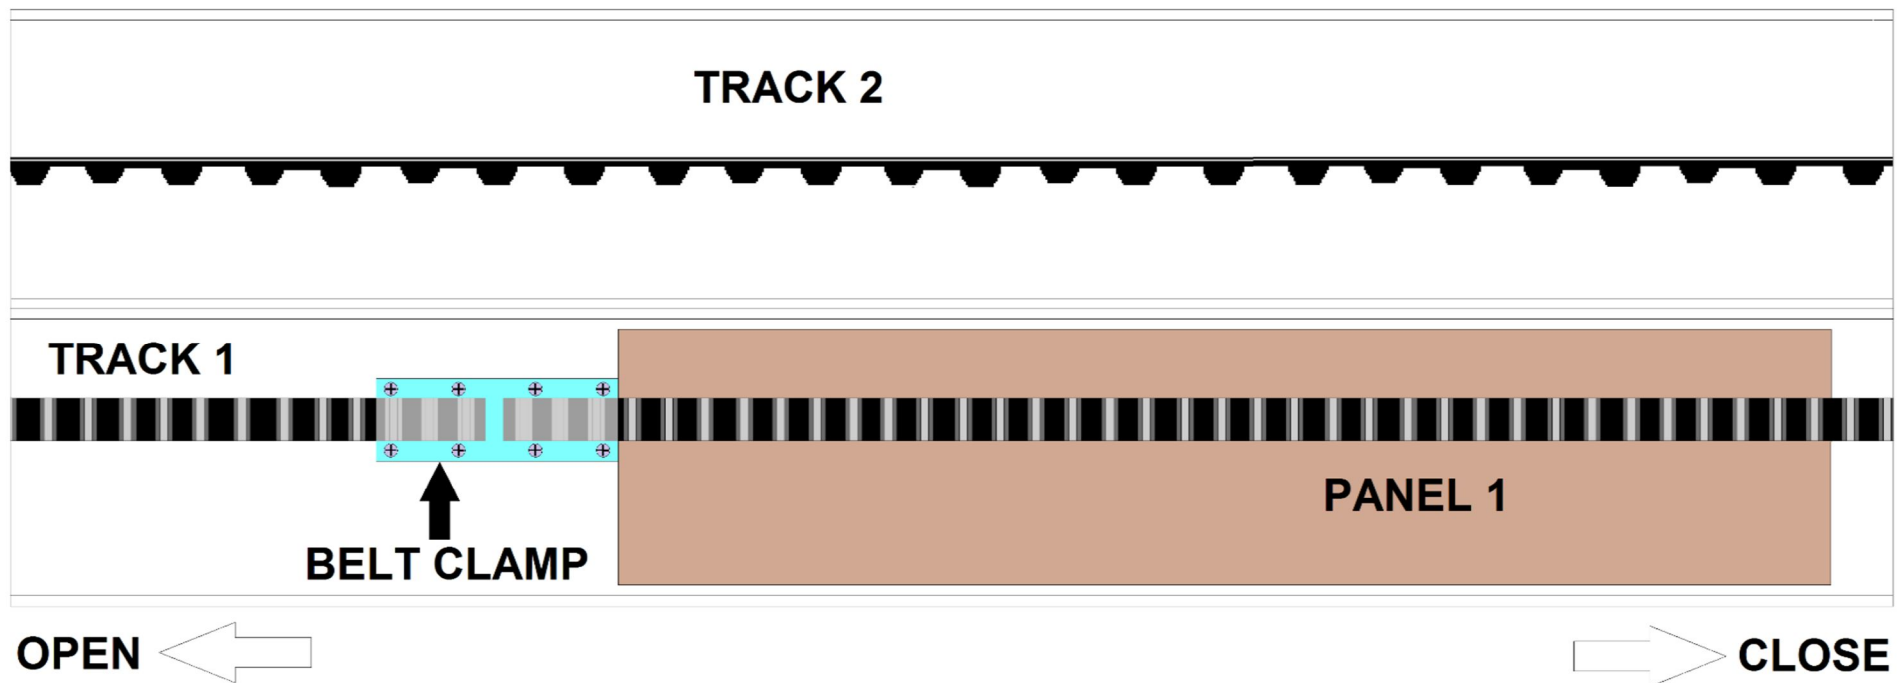 TRACK 2
TRACK 1
PANEL 1
BELT CLAMP
OPEN
CLOSE